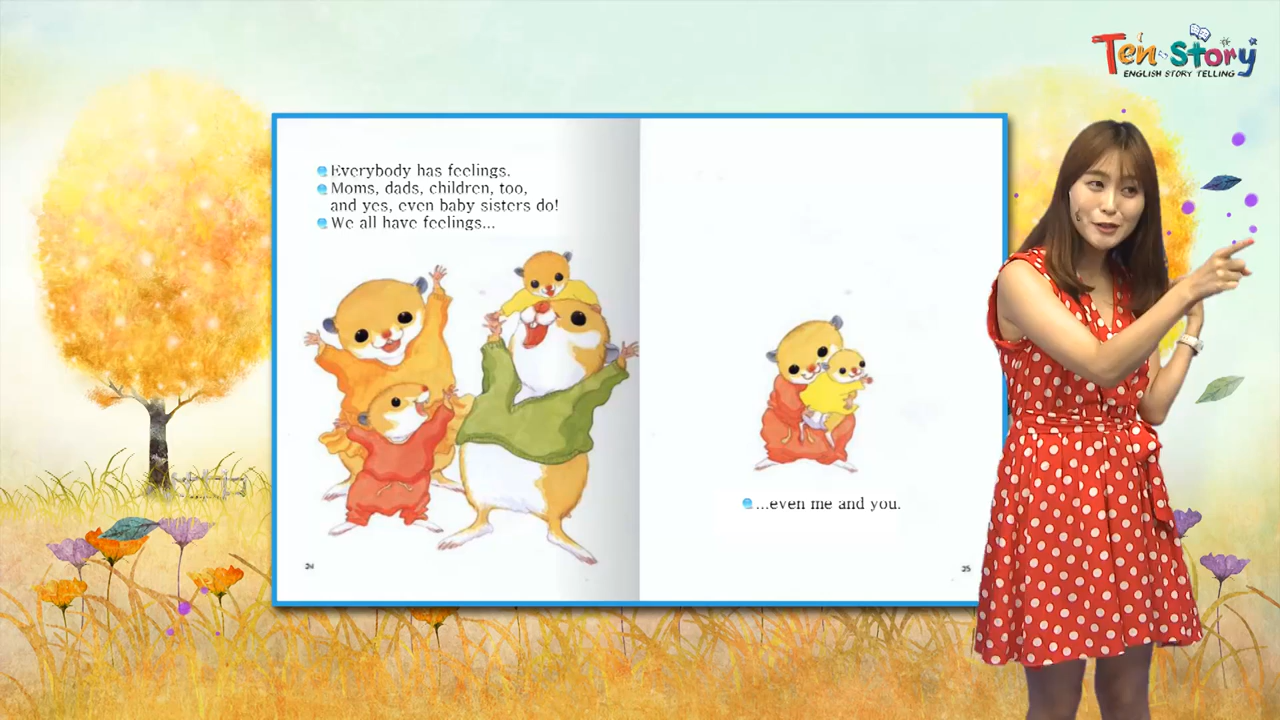 Ten Story
ENGLISH STORY TELLING
Everybody has feelings.
Moms, dads, children, too,
and yes, even baby sisters do!
We all have feelings...
...even me and you.
24
25